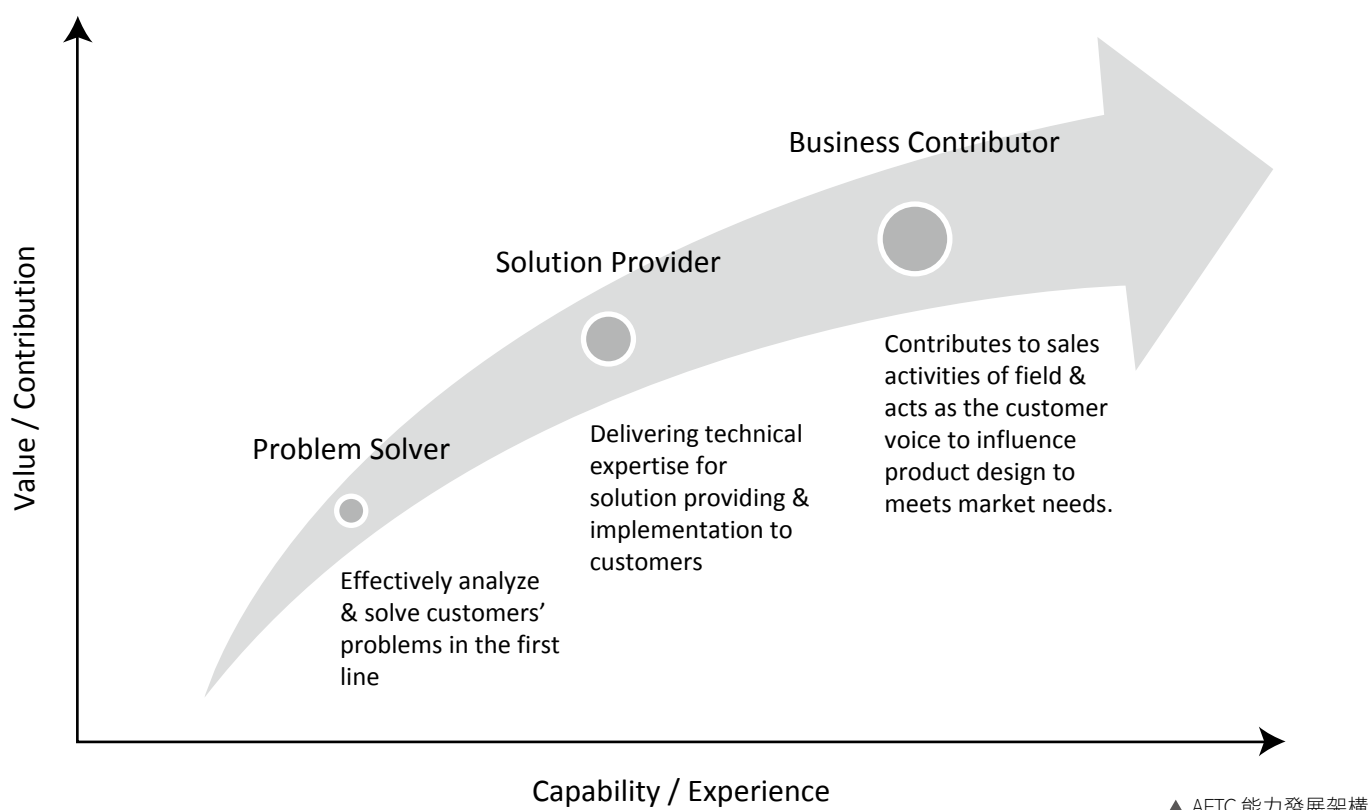 Business Contributor
Solution Provider
Value / Contribution
Contributes to sales
activities of field &
acts as the customer
voice to influence
product design to
meets market needs.
Problem Solver
Delivering technical
expertise for
solution providing &
implementation to
customers
Effectively analyze
& solve customers’
problems in the first
line
Capability / Experience
▲ AETC 能力發展架構